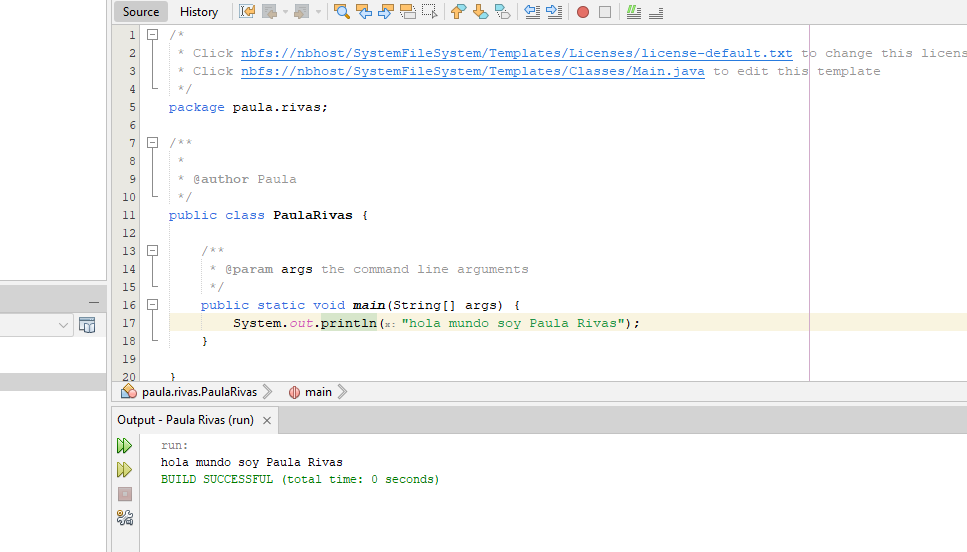 Source History
1 /*
2 * Click nbfs://nbhost/SystemFileSystem/Templates/Licenses/license-default.txt to change this licens
3 * Click nbfs://nbhost/SystemFileSystem/Templates/Classes/Main.java to edit this template
4 */
5 package paula.rivas;
6
7 /**
8 *
9 * @author Paula
10 */
11 public class PaulaRivas {
12
13 /**
14 * @param args the command line arguments
15 */
16 public static void main(String[] args) {
17 System.out.println(x: "hola mundo soy Paula Rivas");
18 }
19
20 }
paula.rivas.PaulaRivas main
Output - Paula Rivas (run) ×
run:
hola mundo soy Paula Rivas
BUILD SUCCESSFUL (total time: 0 seconds)